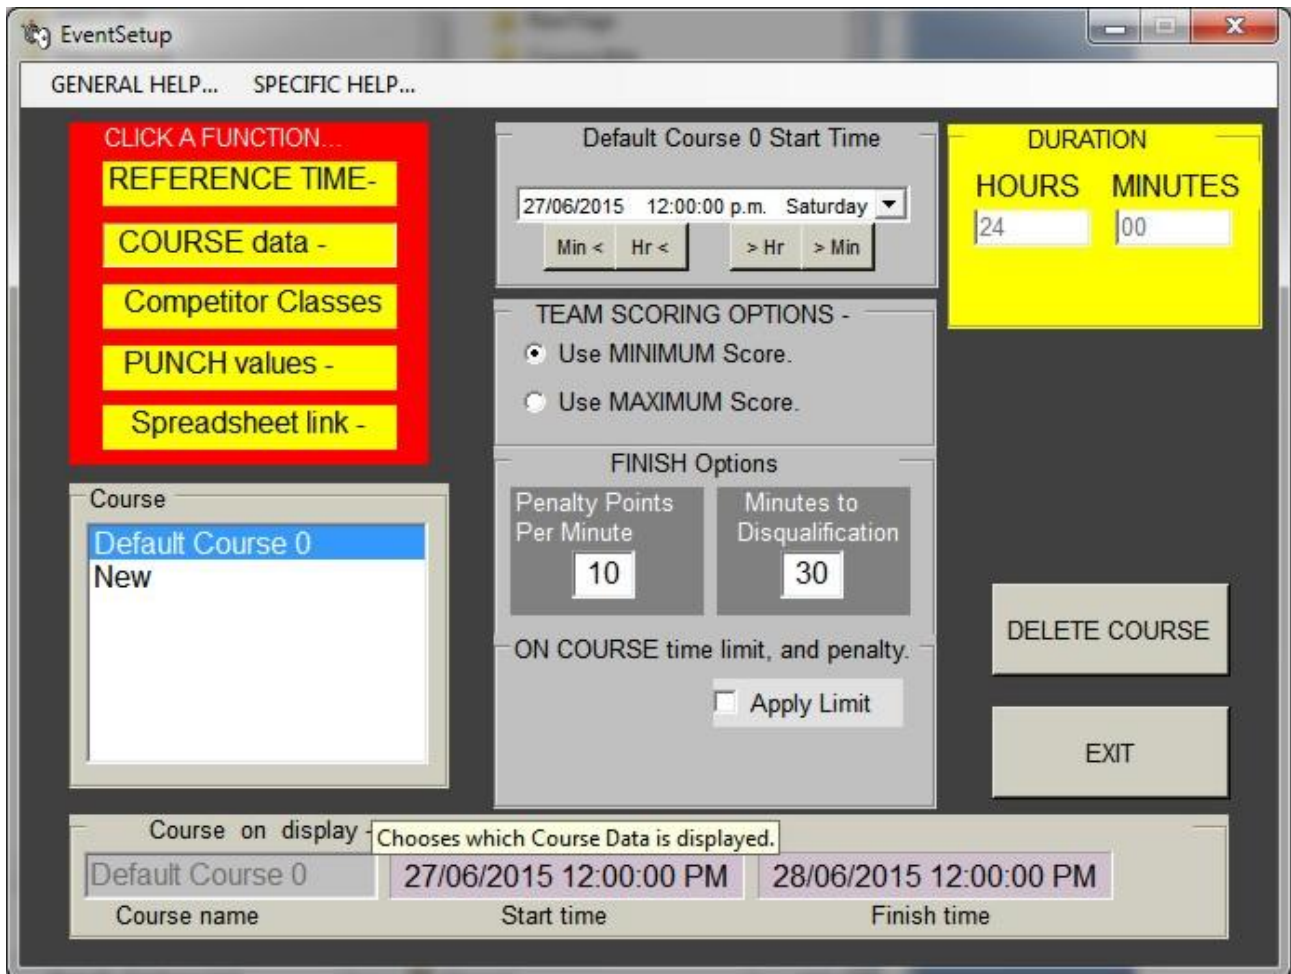 EventSetup
GENERAL HELP... SPECIFIC HELP...
CLICK A FUNCTION...
REFERENCE TIME-
COURSE data -
Competitor Classes
PUNCH values -
Spreadsheet link -
Course
Default Course 0
New
Default Course 0 Start Time
27/06/2015 12:00:00 p.m. Saturday
Min < Hr < > Hr > Min
TEAM SCORING OPTIONS -
Use MINIMUM Score.
Use MAXIMUM Score.
FINISH Options
Penalty Points
Per Minute
10
Minutes to
Disqualification
30
ON COURSE time limit, and penalty.
Apply Limit
DURATION
HOURS MINUTES
24 00
DELETE COURSE
EXIT
Course on display -
Chooses which Course Data is displayed.
Default Course 0 27/06/2015 12:00:00 PM 28/06/2015 12:00:00 PM
Course name Start time Finish time